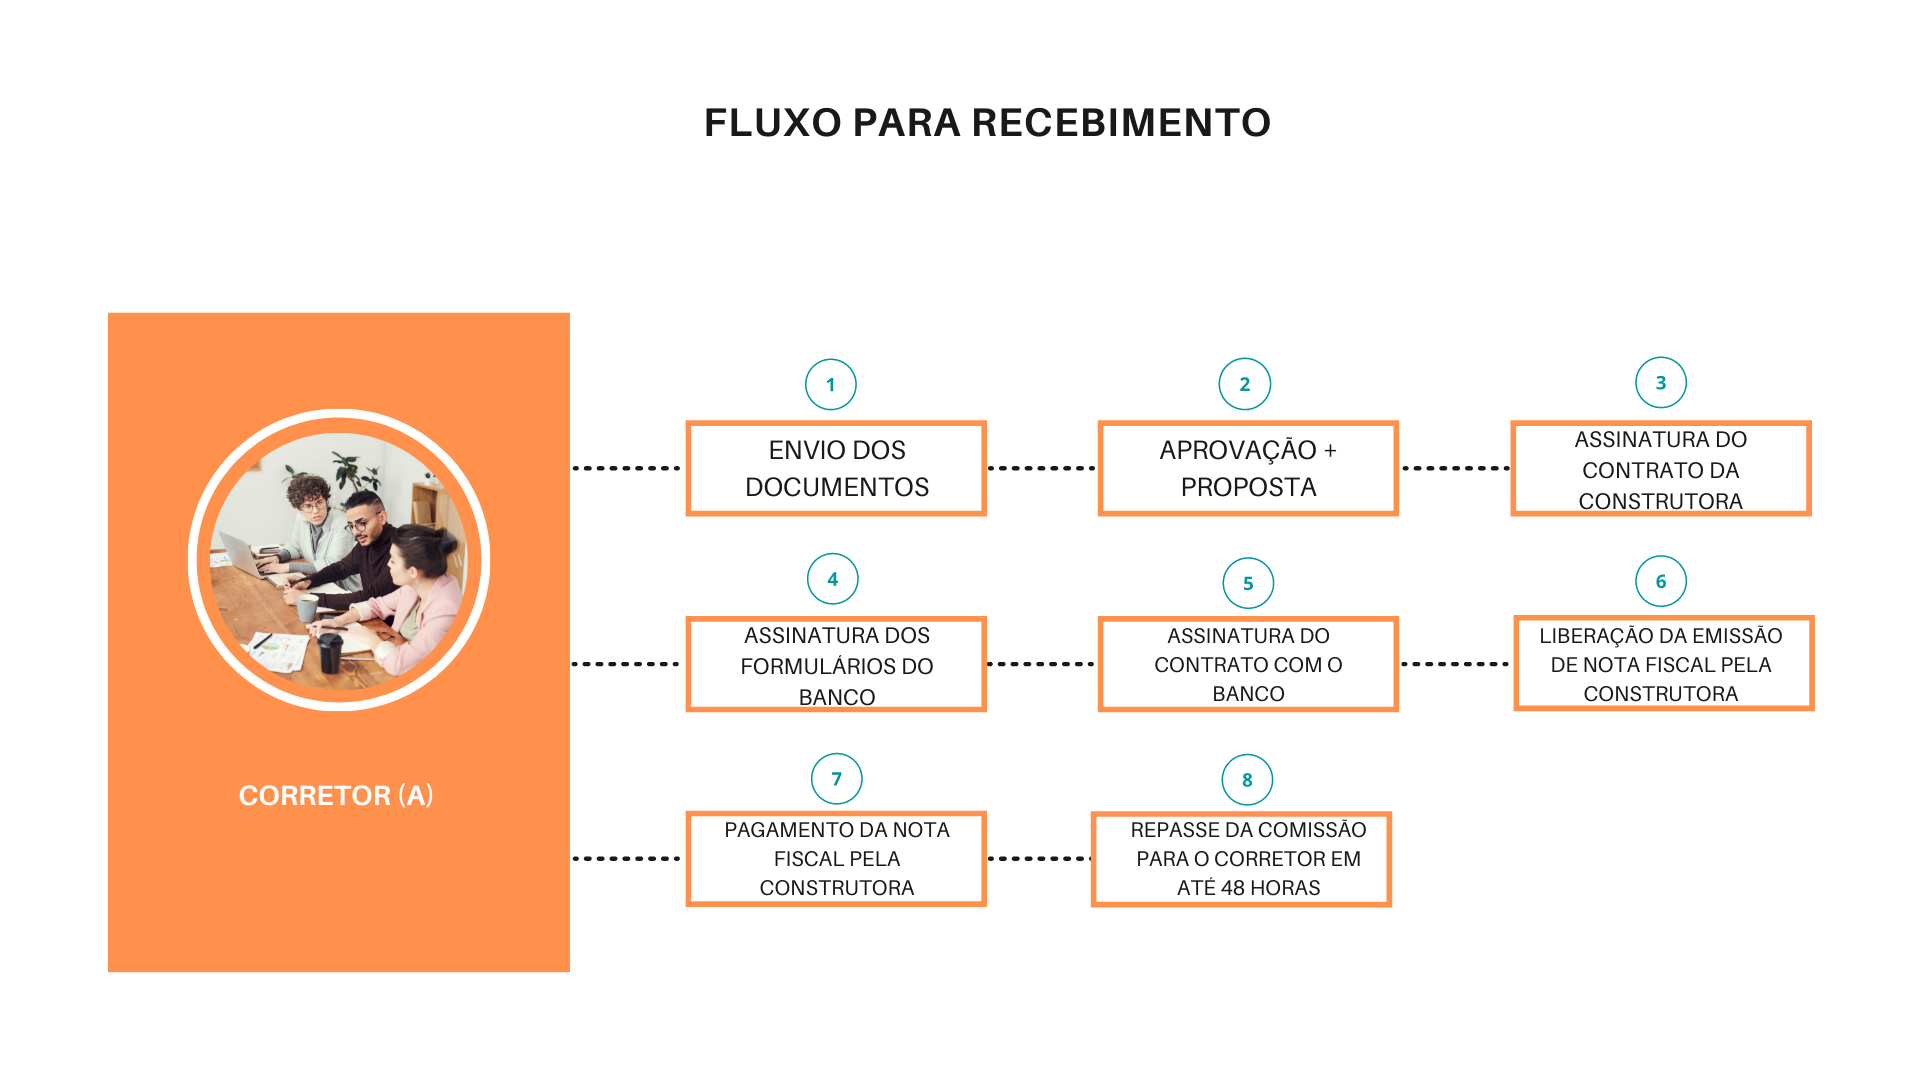 FLUXO PARA RECEBIMENTO
CORRETOR (A)
1
ENVIO DOS
DOCUMENTOS
2
APROVAÇÃO +
PROPOSTA
3
ASSINATURA DO
CONTRATO DA
CONSTRUTORA
4
ASSINATURA DOS
FORMULÁRIOS DO
BANCO
5
ASSINATURA DO
CONTRATO COM O
BANCO
6
LIBERAÇÃO DA EMISSÃO
DE NOTA FISCAL PELA
CONSTRUTORA
7
PAGAMENTO DA NOTA
FISCAL PELA
CONSTRUTORA
8
REPASSE DA COMISSÃO
PARA O CORRETOR EM
ATÉ 48 HORAS